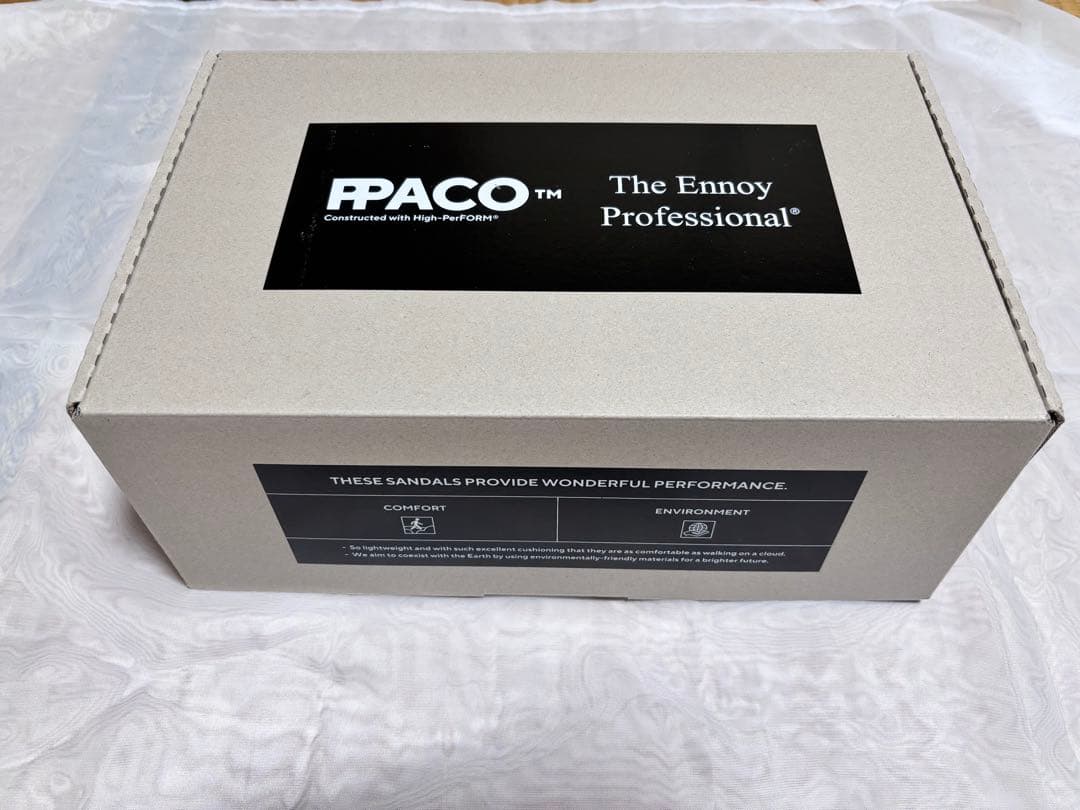 PPACO™
Constructed with High-PerFORM®
The Ennoy
Professional®
THESE SANDALS PROVIDE WONDERFUL PERFORMANCE.
COMFORT
ENVIRONMENT
- So lightweight and with such excellent cushioning that they are as comfortable as walking on a cloud.
- We aim to coexist with the Earth by using environmentally-friendly materials for a brighter future.